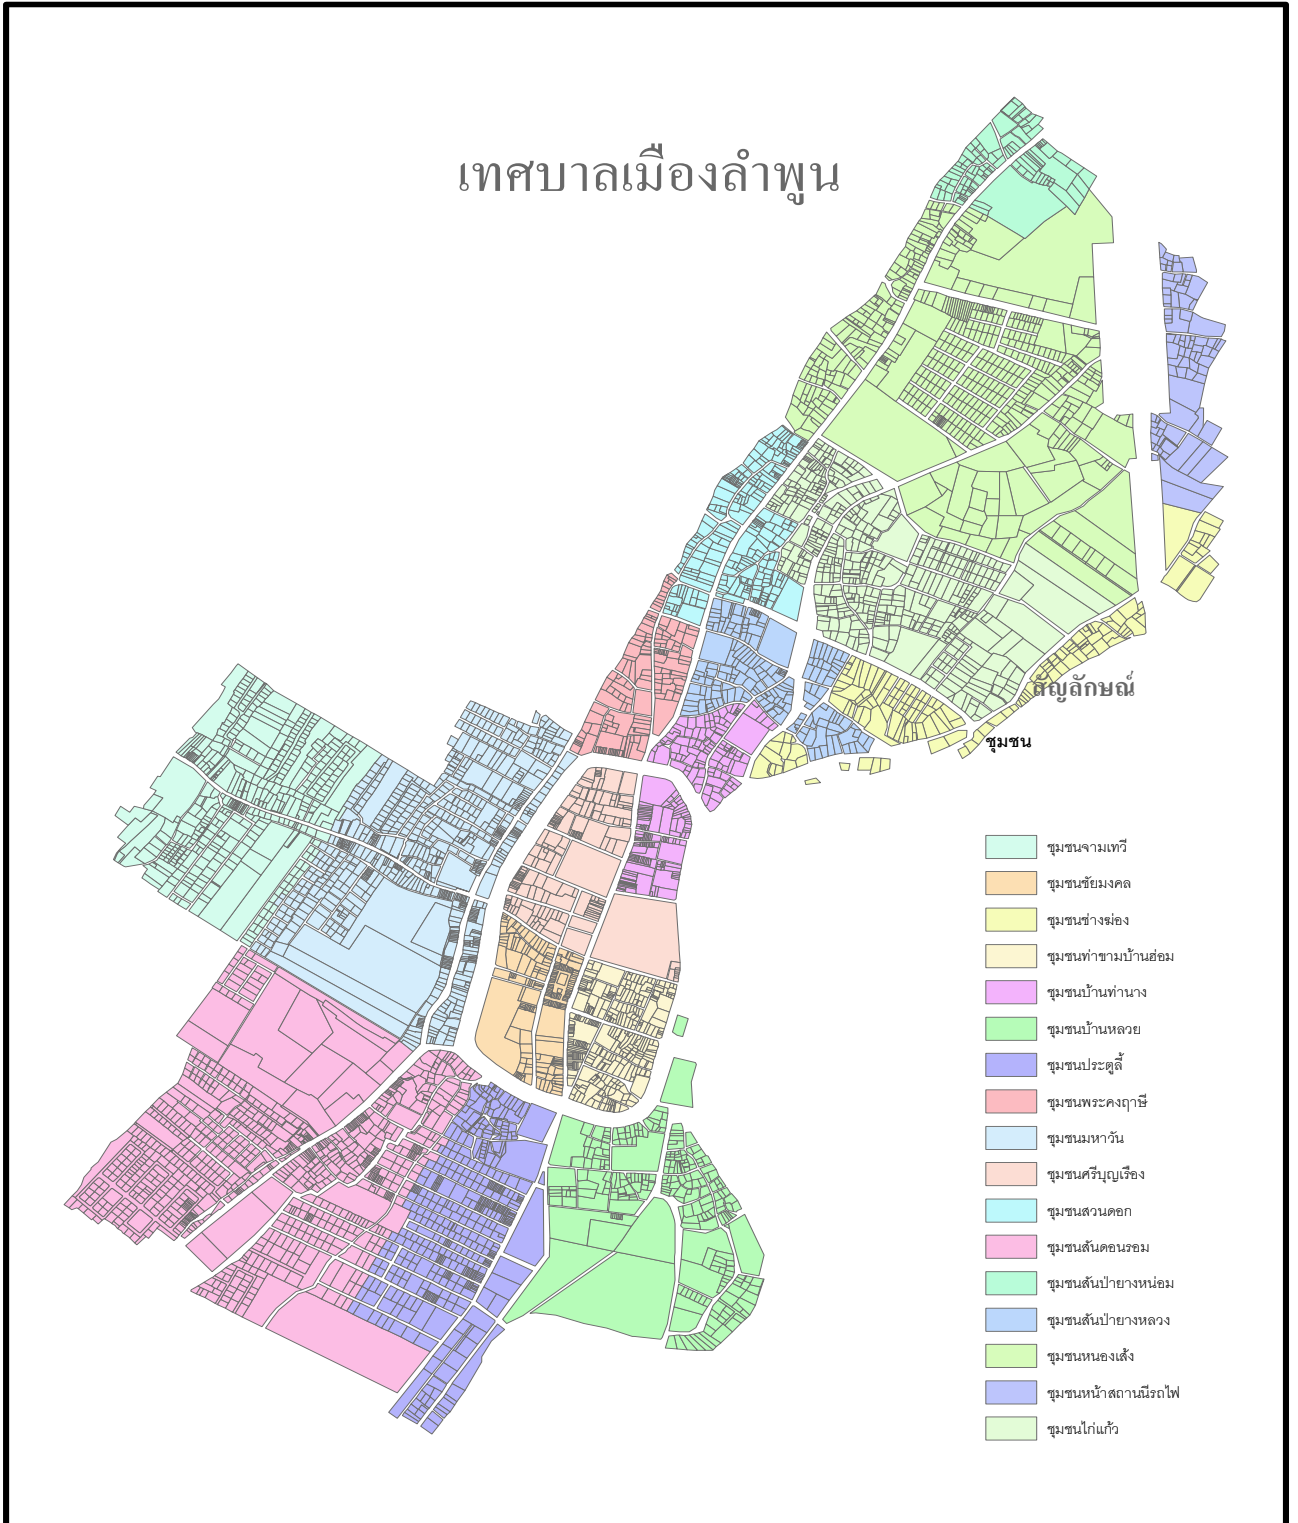 เทศบาลเมืองลำพูน
สัญลักษณ์
ชุมชน
ชุมชนจามเทวี
ชุมชนชัยมงคล
ชุมชนช่างฆ้อง
ชุมชนท่าขามบ้านฮ่อม
ชุมชนบ้านท่านาง
ชุมชนบ้านหลวย
ชุมชนประตูลี้
ชุมชนพระคงฤาษี
ชุมชนมหาวัน
ชุมชนศรีบุญเรือง
ชุมชนสวนดอก
ชุมชนสันดอนรอม
ชุมชนสันป่ายางหน่อม
ชุมชนสันป่ายางหลวง
ชุมชนหนองเส้ง
ชุมชนหน้าสถานนีรถไฟ
ชุมชนไก่แก้ว